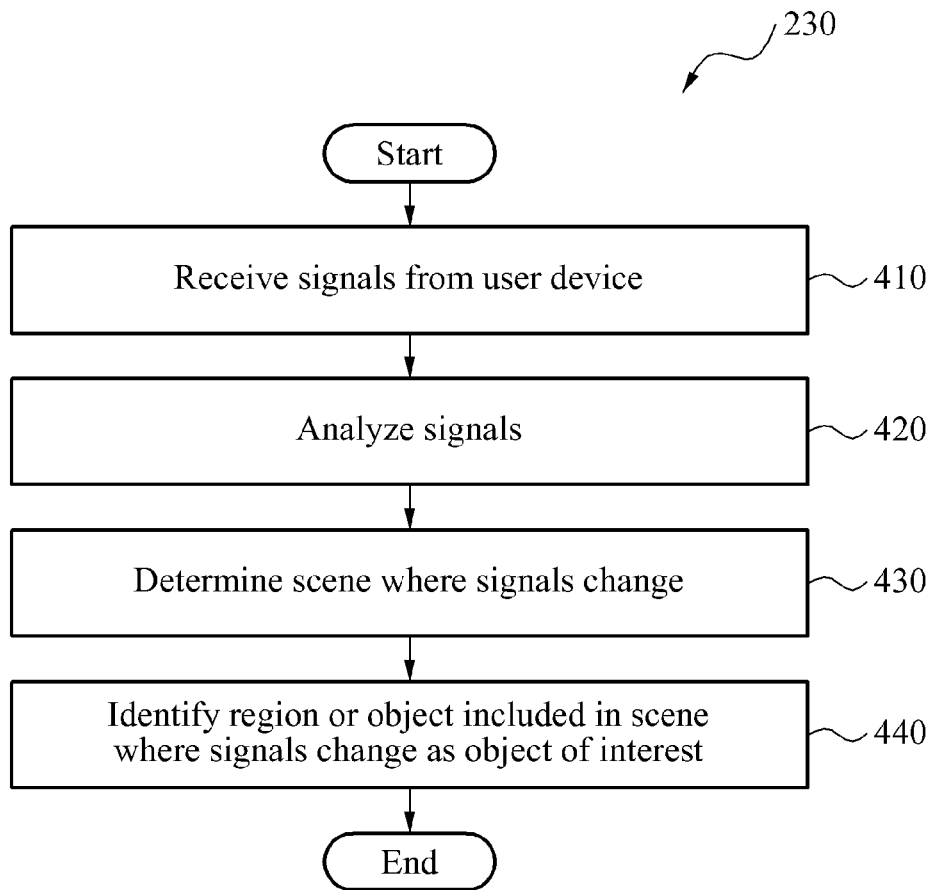 230
Start
Receive signals from user device
410
Analyze signals
420
Determine scene where signals change
430
Identify region or object included in scene
where signals change as object of interest
440
End